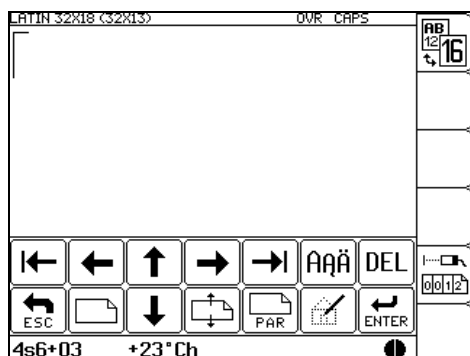 LATIN 32X18 (32X13) OVR CAPS
AB
12 16
AĄÄ DEL
0012
ESC PAR ENTER
4s6+03 +23°Ch